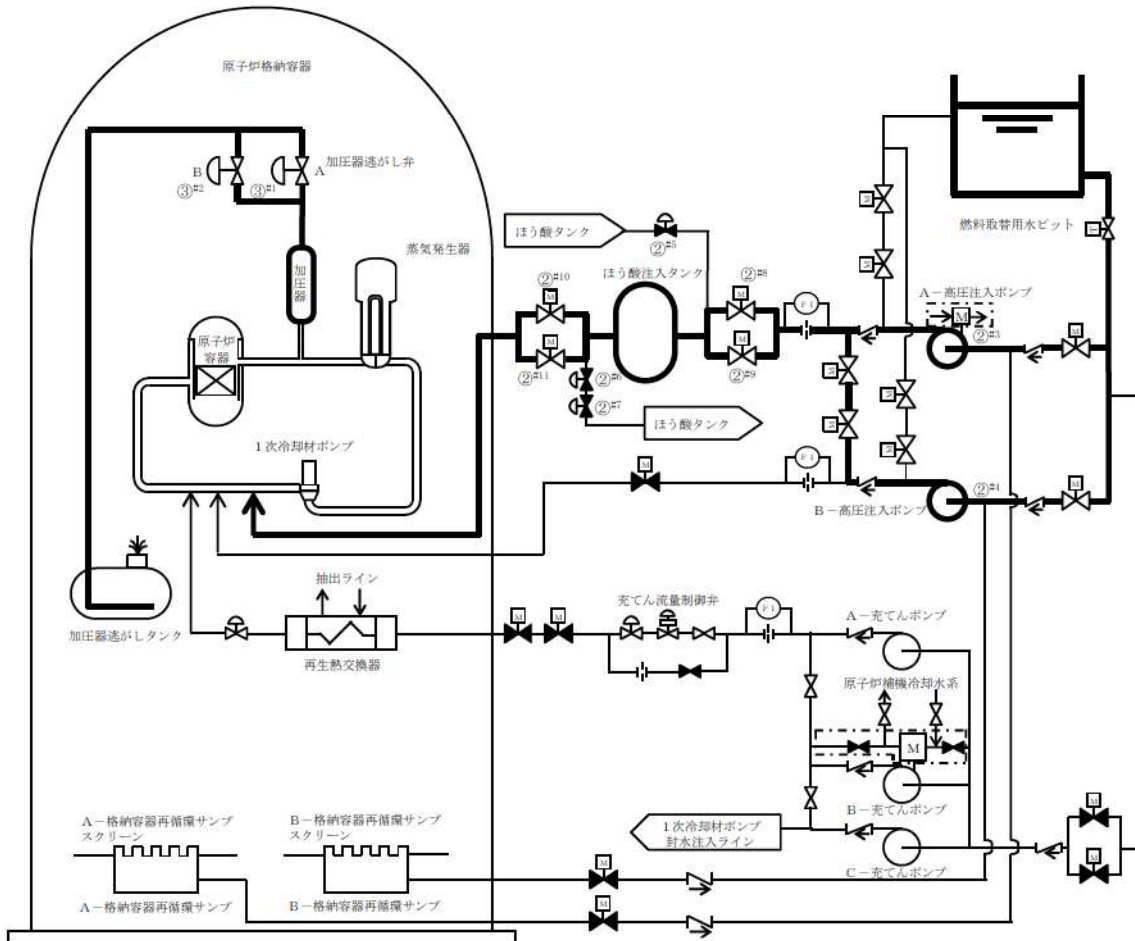 原子炉格納容器
加圧器逃がし弁
B
A
③#2
③#1
加圧器
蒸気発生器
原子炉
容器
1次冷却材ポンプ
加圧器逃がしタンク
ほう酸タンク
②#5
②#10
M
M
②#11
ほう酸注入タンク
②#8
M
M
②#9
②#6
②#7
ほう酸タンク
FI
M
M
M
M
M
M
燃料取替用水ピット
A－高圧注入ポンプ
M
②#3
M
M
FI
②#4
M
B－高圧注入ポンプ
抽出ライン
再生熱交換器
M
M
充てん流量制御弁
FI
A－充てんポンプ
原子炉補機冷却水系
M
B－充てんポンプ
1次冷却材ポンプ
封水注入ライン
C－充てんポンプ
M
M
A－格納容器再循環サンプ
スクリーン
B－格納容器再循環サンプ
スクリーン
M
M
A－格納容器再循環サンプ
B－格納容器再循環サンプ